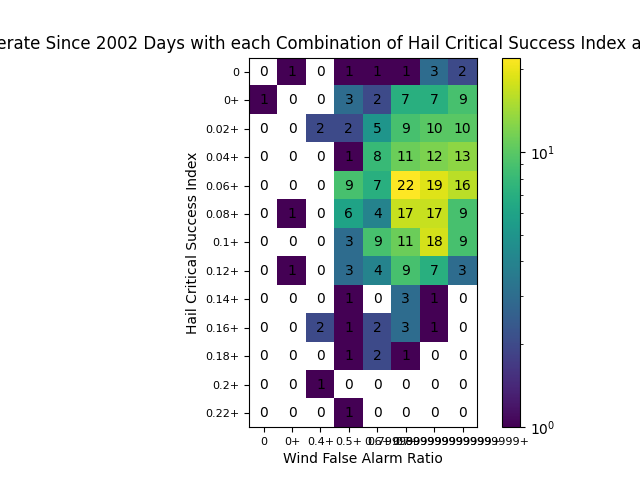 erate Since 2002 Days with each Combination of Hail Critical Success Index a
0 0 1 0 1 1 1 3 2
0+ 1 0 0 3 2 7 7 9
0.02+ 0 0 2 2 5 9 10 10
0.04+ 0 0 0 1 8 11 12 13
0.06+ 0 0 0 9 7 22 19 16
0.08+ 0 1 0 6 4 17 17 9
0.1+ 0 0 0 3 9 11 18 9
0.12+ 0 1 0 3 4 9 7 3
0.14+ 0 0 0 1 0 3 1 0
0.16+ 0 0 2 1 2 3 1 0
0.18+ 0 0 0 1 2 1 0 0
0.2+ 0 0 1 0 0 0 0 0
0.22+ 0 0 0 1 0 0 0 0
0 0+ 0.4+ 0.5+
Wind False Alarm Ratio
Hail Critical Success Index
10¹
10⁰